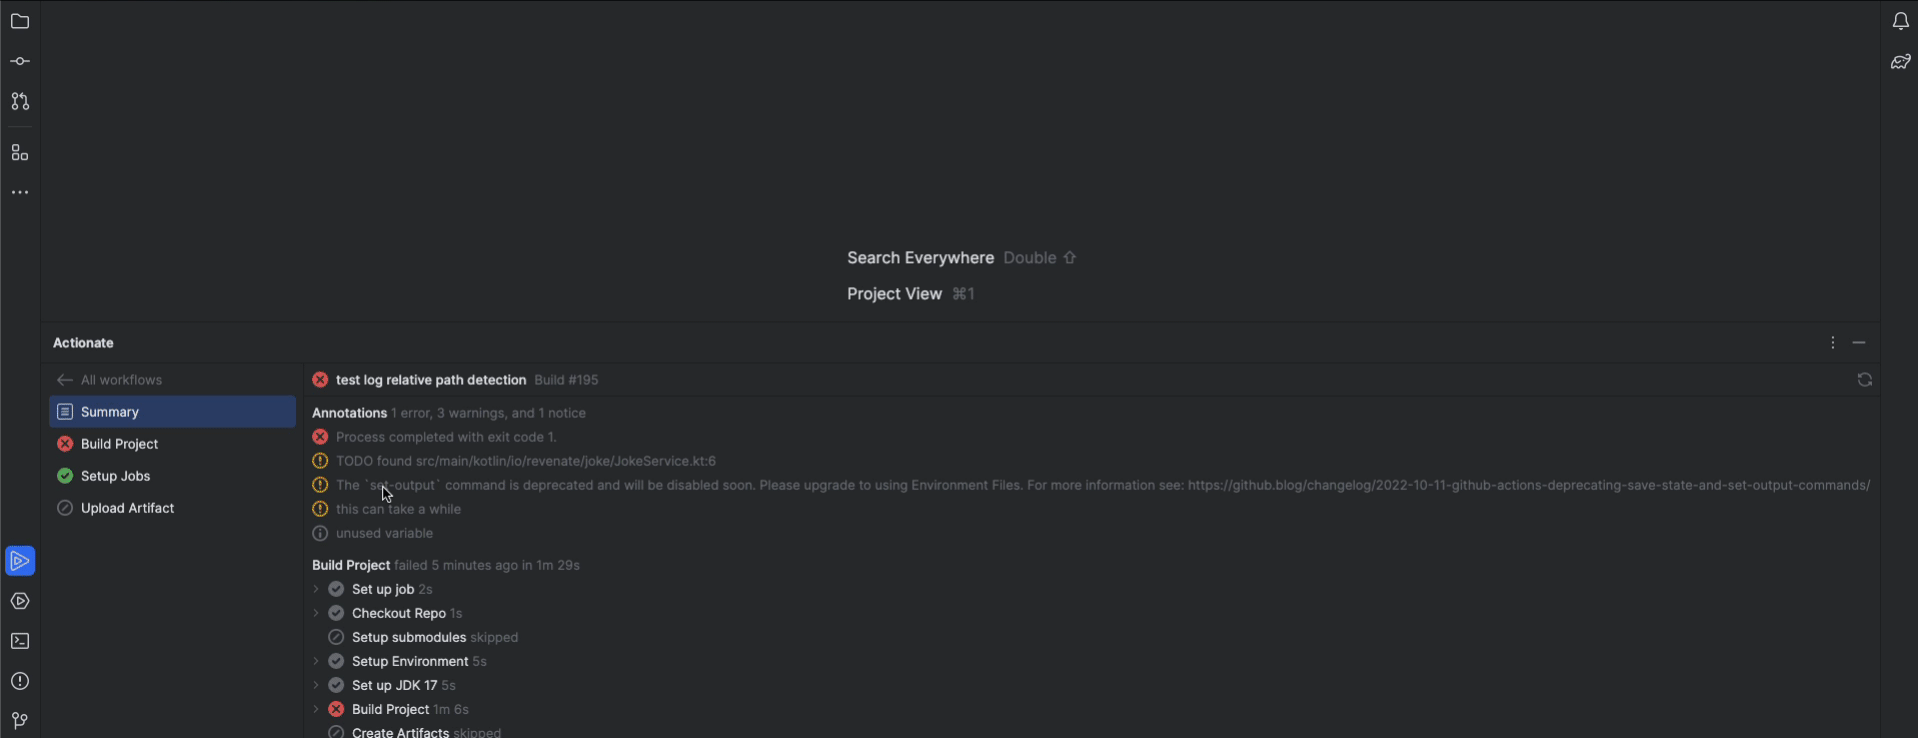 Search Everywhere Double ⇧
Project View ⌘1
Actionate
All workflows
Summary
Build Project
Setup Jobs
Upload Artifact
test log relative path detection Build #195
Annotations 1 error, 3 warnings, and 1 notice
Process completed with exit code 1.
TODO found src/main/kotlin/io/revenate/joke/JokeService.kt:6
The `set-output` command is deprecated and will be disabled soon. Please upgrade to using Environment Files. For more information see: https://github.blog/changelog/2022-10-11-github-actions-deprecating-save-state-and-set-output-commands/
this can take a while
unused variable
Build Project failed 5 minutes ago in 1m 29s
Set up job 2s
Checkout Repo 1s
Setup submodules skipped
Setup Environment 5s
Set up JDK 17 5s
Build Project 1m 6s
Create Artifacts skipped